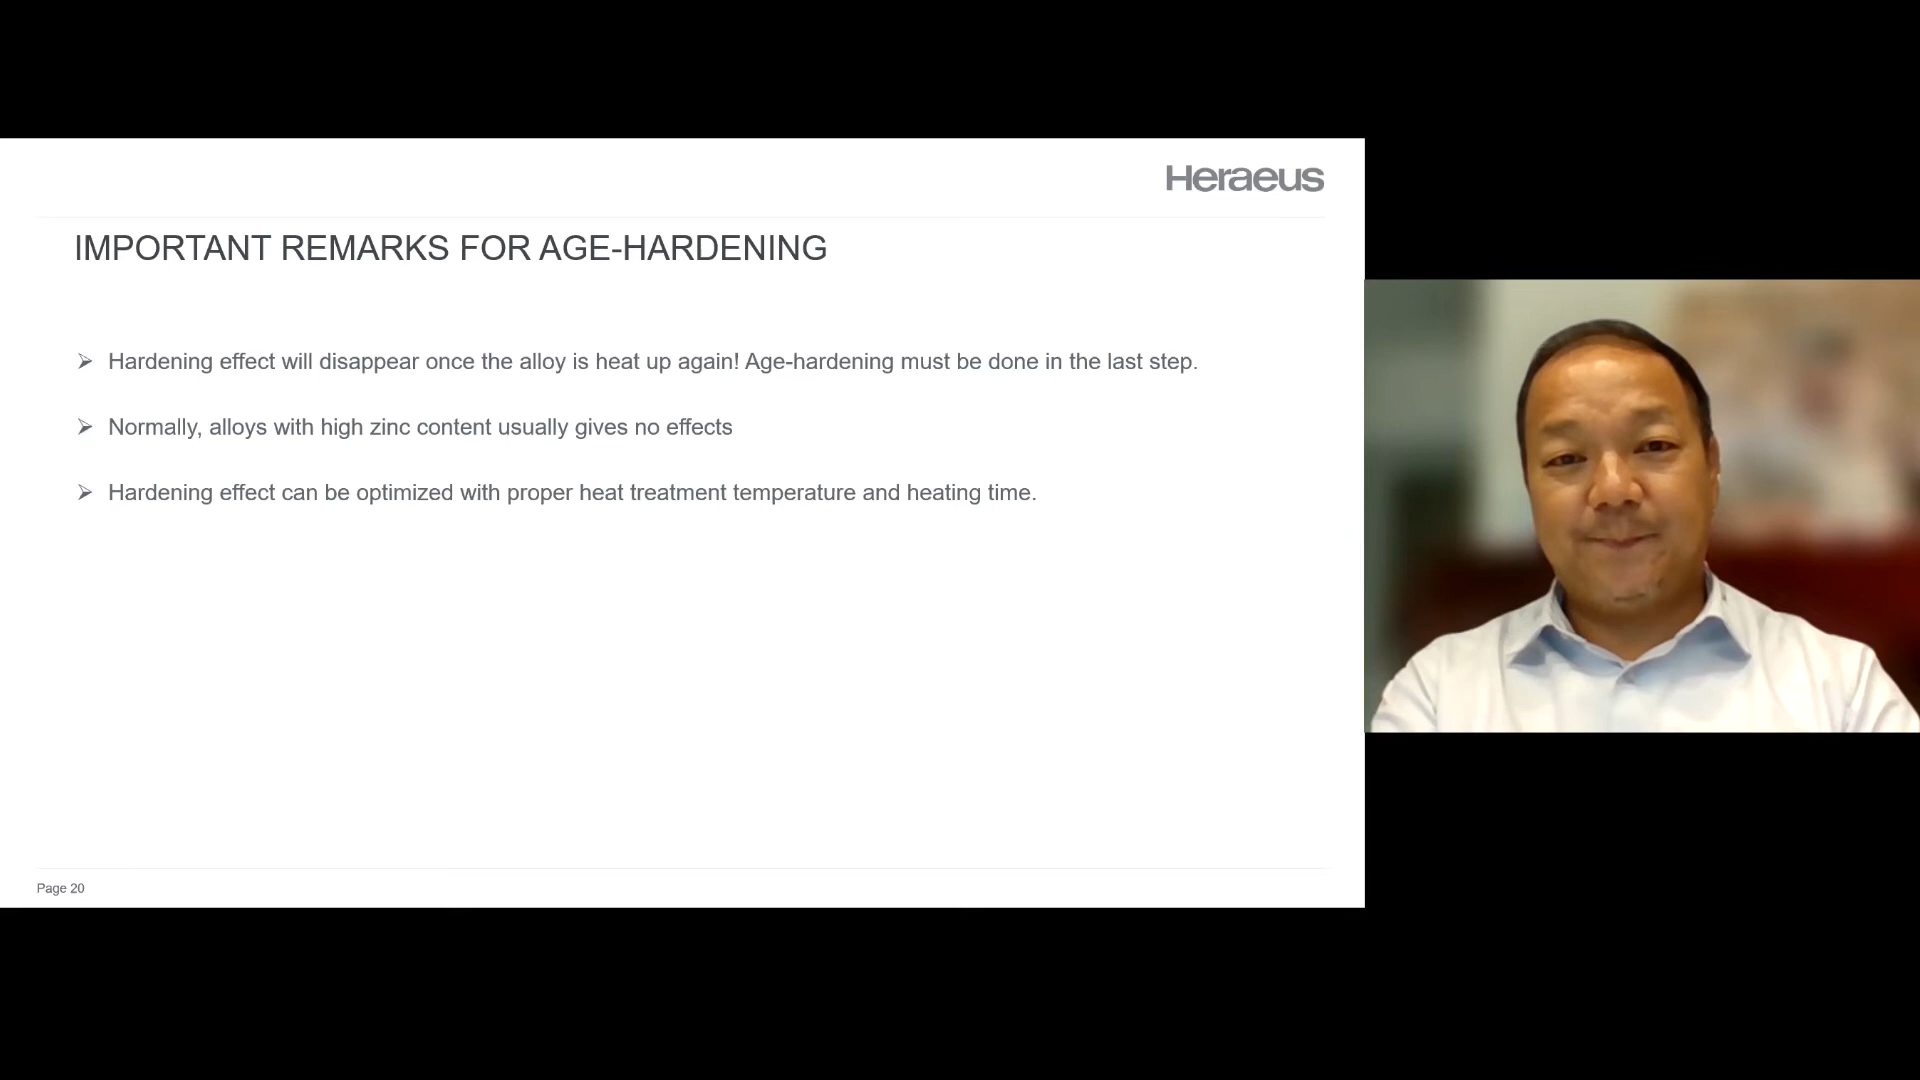 Heraeus
IMPORTANT REMARKS FOR AGE-HARDENING
Hardening effect will disappear once the alloy is heat up again! Age-hardening must be done in the last step.
Normally, alloys with high zinc content usually gives no effects
Hardening effect can be optimized with proper heat treatment temperature and heating time.
Page 20